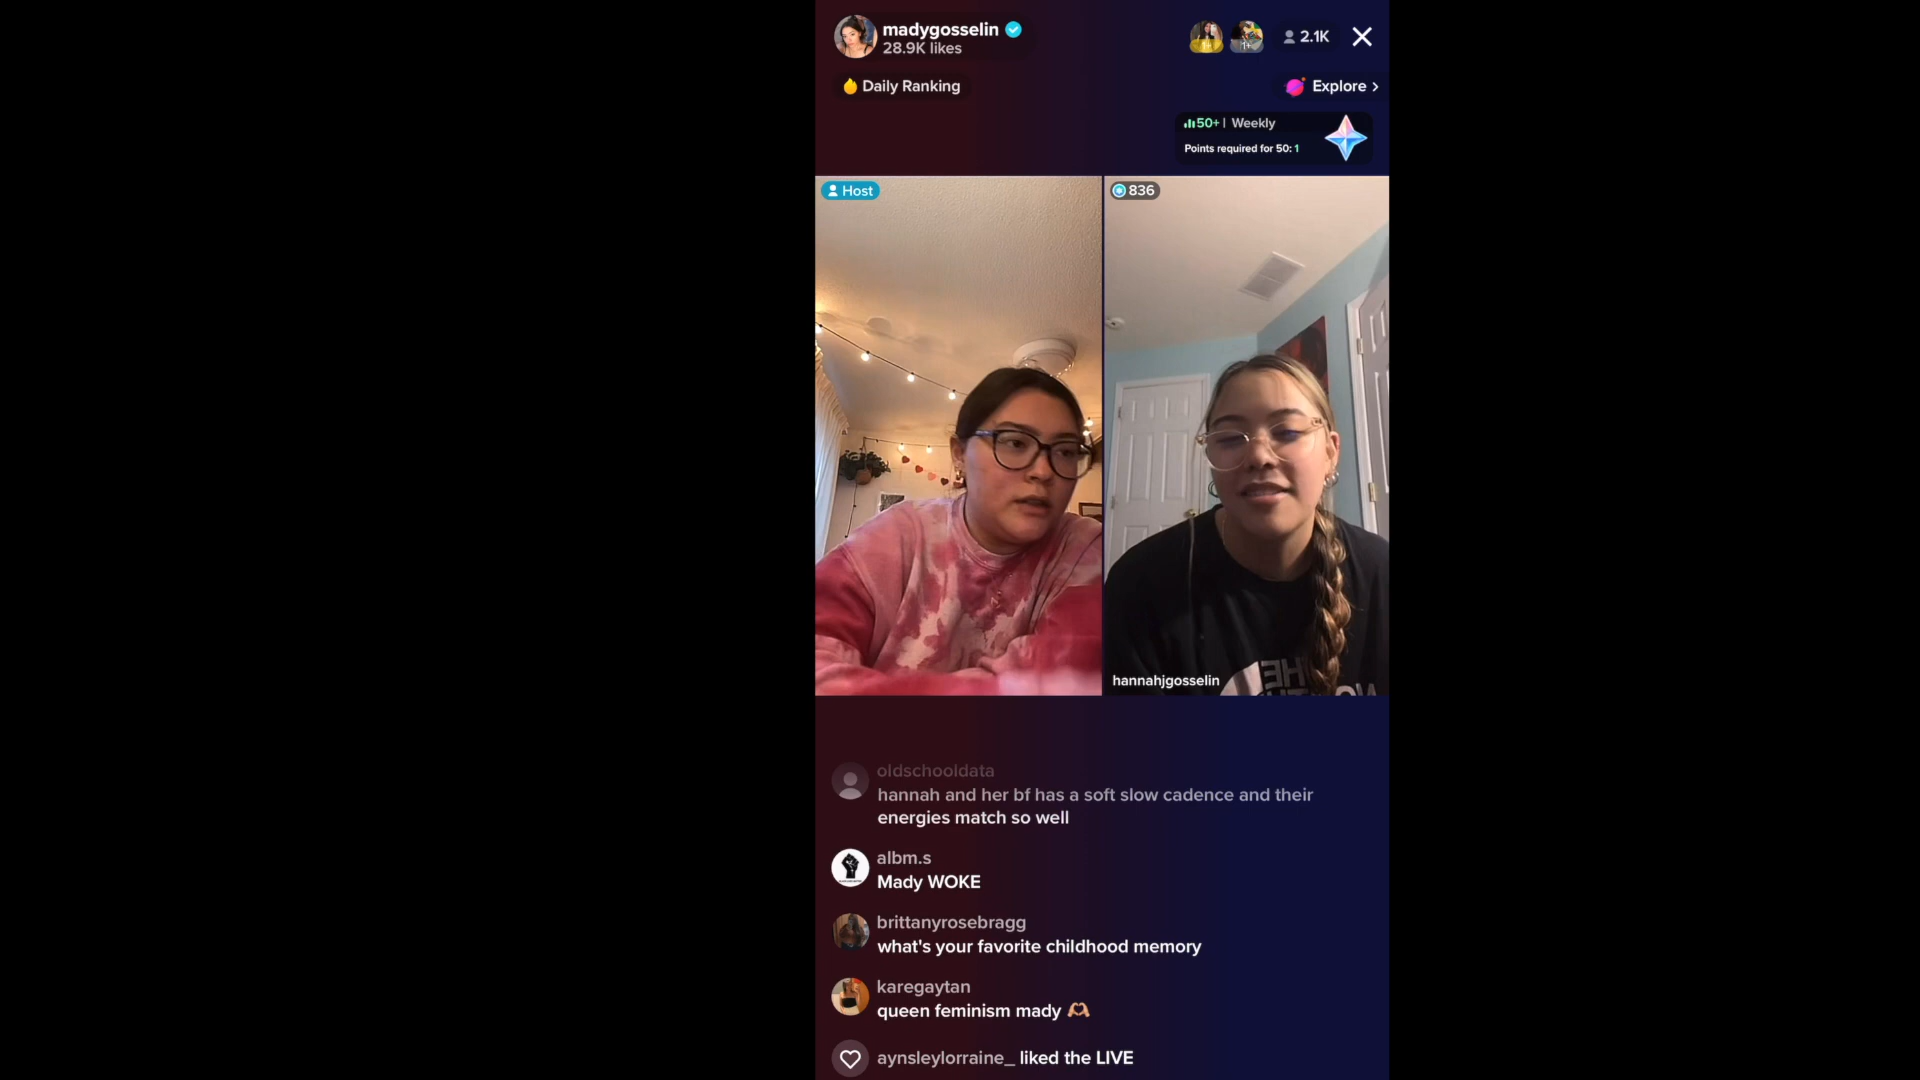 madygosselin
28.9K likes
2.1K
Daily Ranking
Explore >
50+ | Weekly
Points required for 50: 1
Host
836
hannahjgosselin
oldschooldata
hannah and her bf has a soft slow cadence and their
energies match so well
albm.s
Mady WOKE
brittanyrosebragg
what's your favorite childhood memory
karegaytan
queen feminism mady 🫶🏼
aynsleylorraine_ liked the LIVE